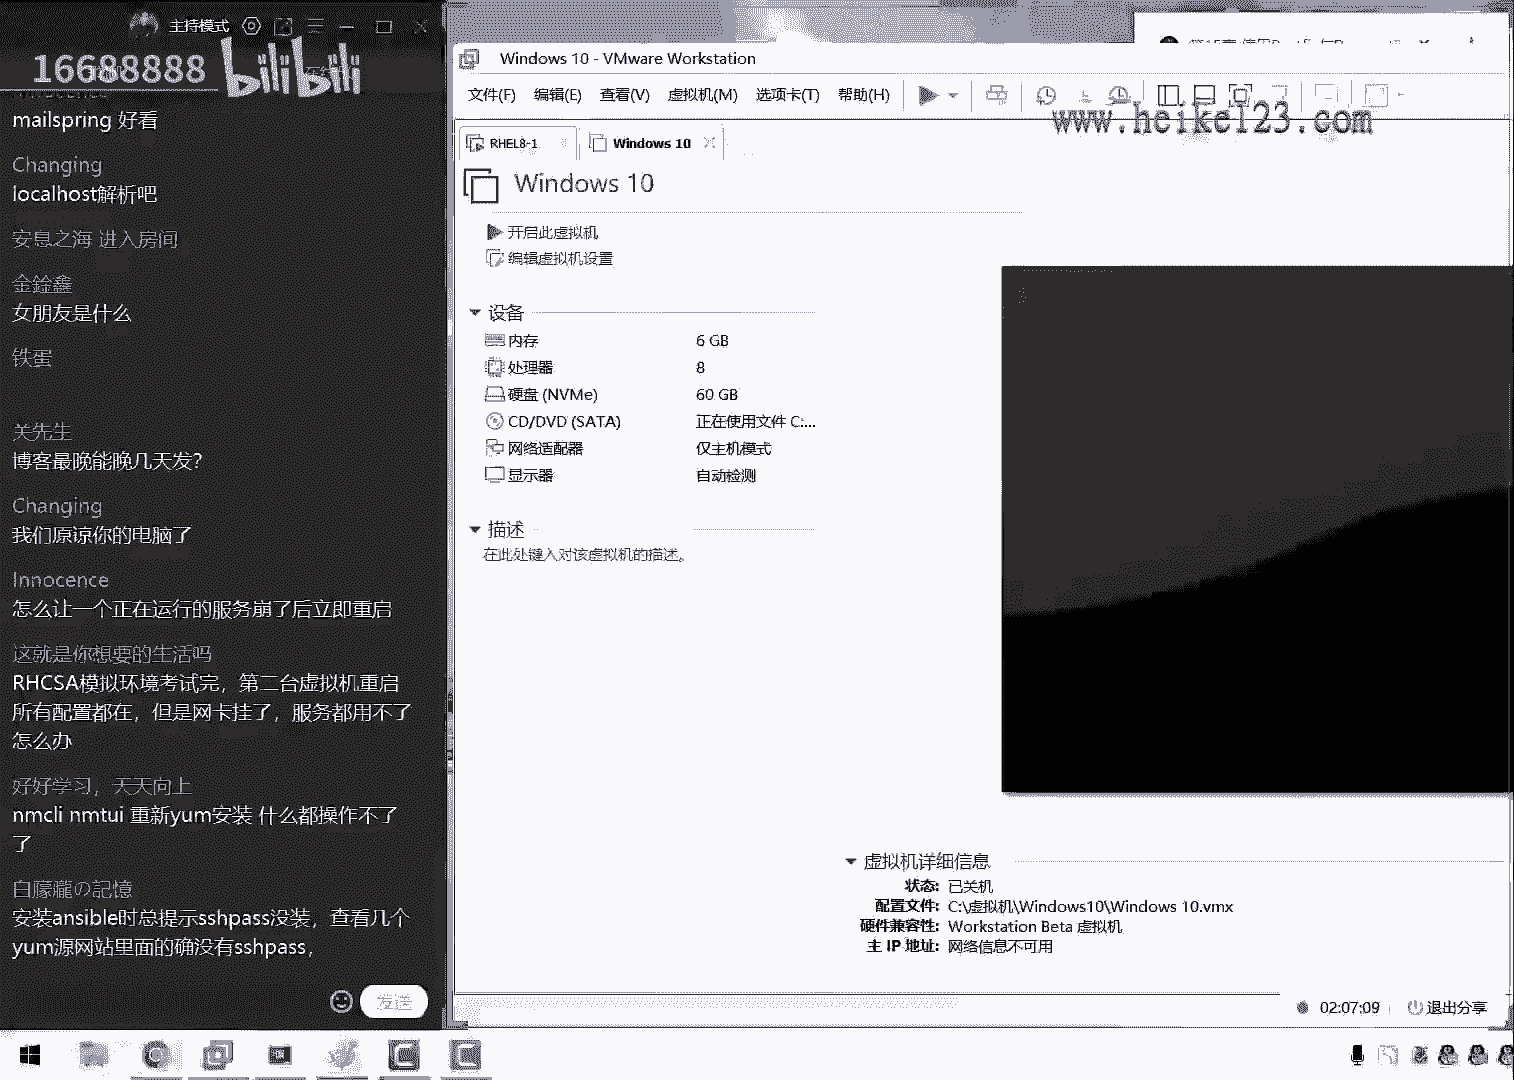 主持模式
16688888 bilibili
mailspring 好看
Changing
localhost解析吧
安息之海 进入房间
金鎽鑫
女朋友是什么
铁蛋
关先生
博客最晚能晚几天发?
Changing
我们原谅你的电脑了
Innocence
怎么让一个正在运行的服务崩了后立即重启
这就是你想要的生活吗
RHCSA模拟环境考试完，第二台虚拟机重启
所有配置都在，但是网卡挂了，服务都用不了
怎么办
好好学习，天天向上
nmcli nmtui 重新yum安装 什么都操作不了
了
白朦朧の記憶
安装ansible时总提示sshpass没装，查看几个
yum源网站里面的确没有sshpass，
发送
Windows 10 - VMware Workstation
文件(F) 编辑(E) 查看(V) 虚拟机(M) 选项卡(T) 帮助(H)
www.heike123.com
RHEL8-1 Windows 10
Windows 10
开启此虚拟机
编辑虚拟机设置
设备
内存 6 GB
处理器 8
硬盘 (NVMe) 60 GB
CD/DVD (SATA) 正在使用文件 C:...
网络适配器 仅主机模式
显示器 自动检测
描述
在此处键入对该虚拟机的描述。
虚拟机详细信息
状态: 已关机
配置文件: C:\虚拟机\Windows10\Windows 10.vmx
硬件兼容性: Workstation Beta 虚拟机
主 IP 地址: 网络信息不可用
02:07:09 退出分享